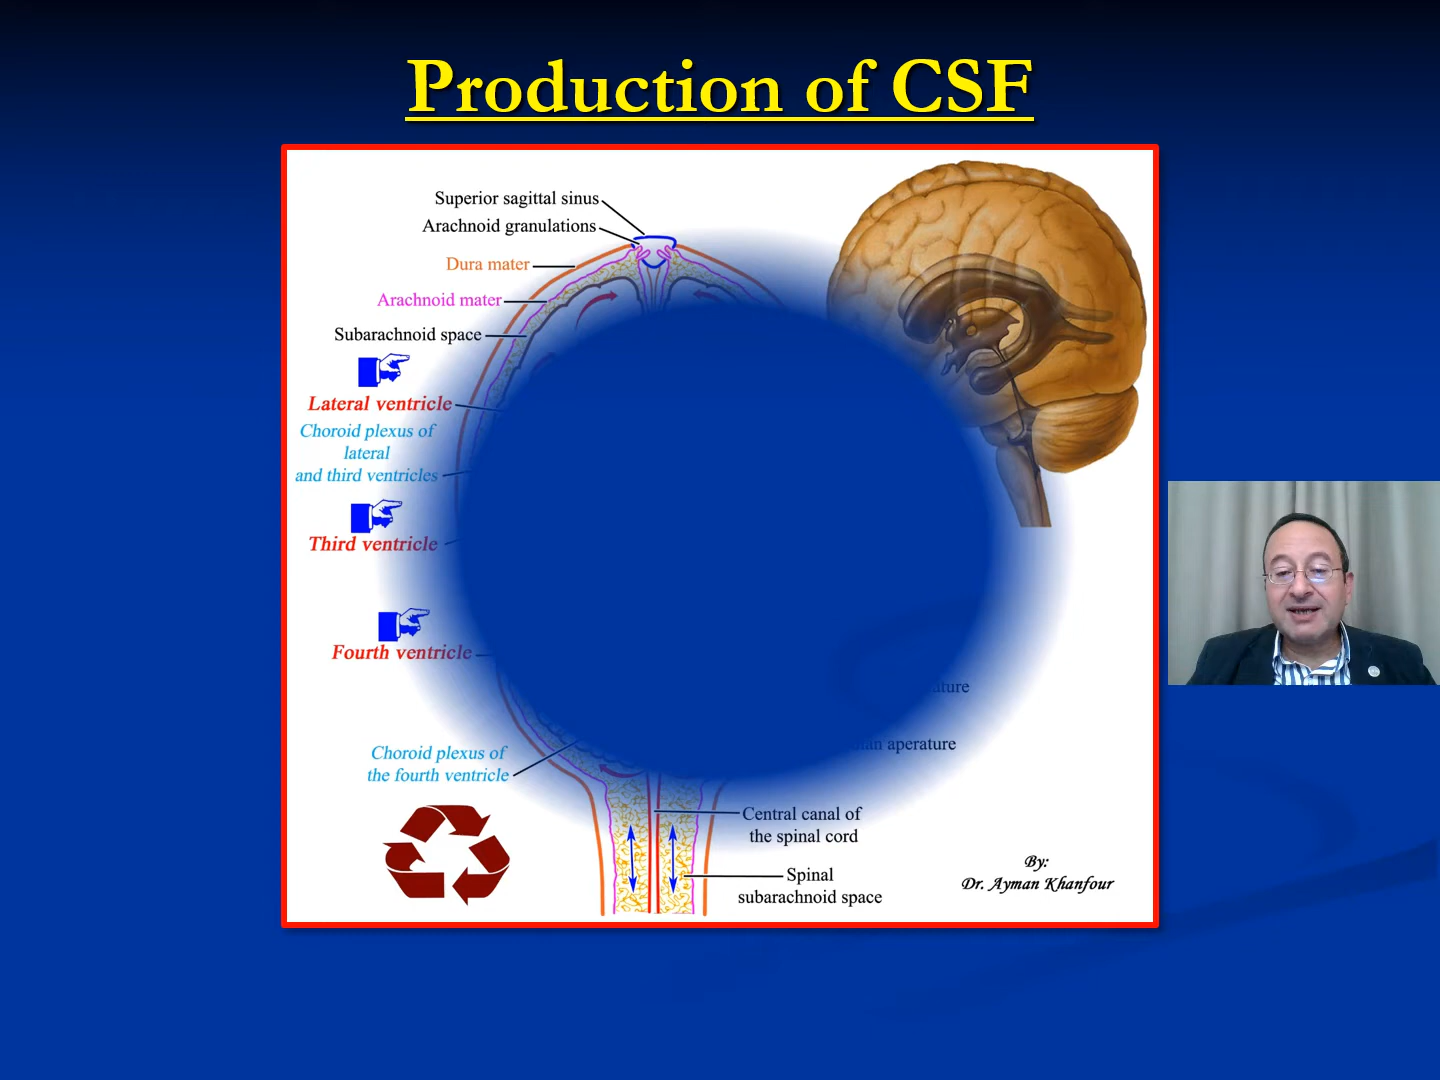 Production of CSF
Superior sagittal sinus
Arachnoid granulations
Dura mater
Arachnoid mater
Subarachnoid space
Lateral ventricle
Choroid plexus of
lateral
and third ventricles
Third ventricle
Fourth ventricle
Choroid plexus of
the fourth ventricle
aperature
Central canal of
the spinal cord
Spinal
subarachnoid space
By:
Dr. Ayman Khanfour